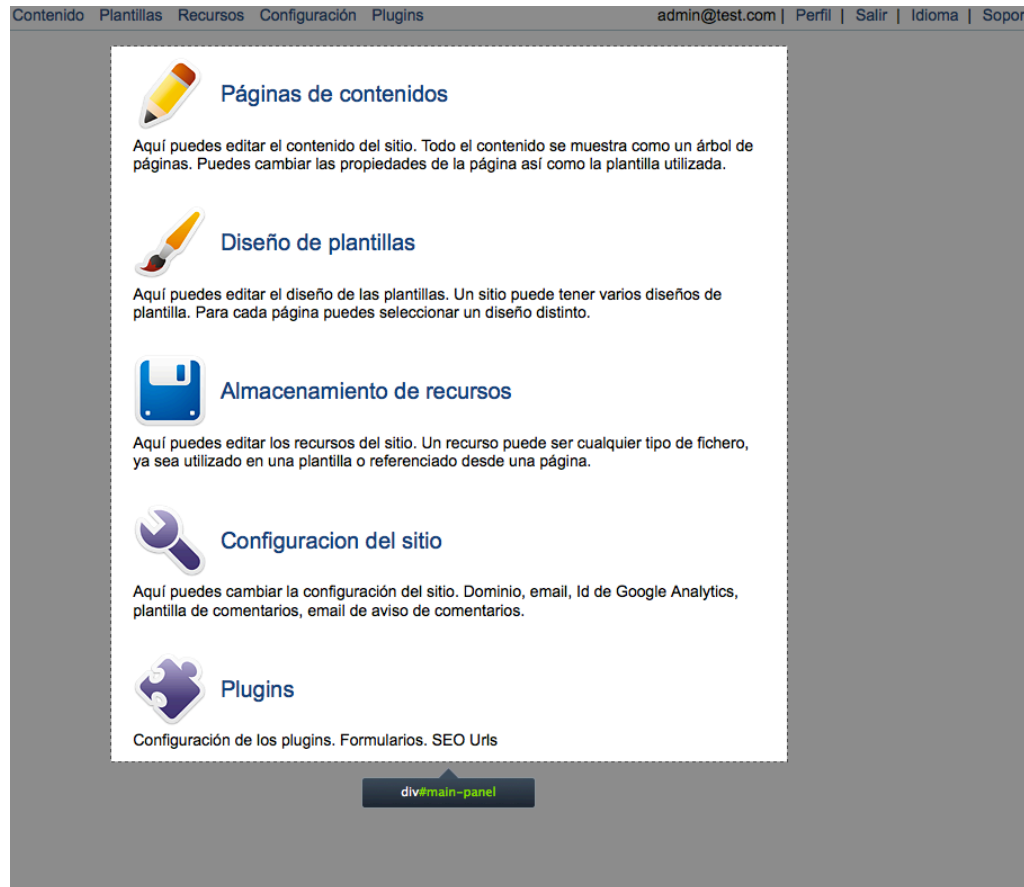 Contenido Plantillas Recursos Configuración Plugins admin@test.com | Perfil | Salir | Idioma |
Páginas de contenidos
Aquí puedes editar el contenido del sitio. Todo el contenido se muestra como un árbol de
páginas. Puedes cambiar las propiedades de la página así como la plantilla utilizada.
Diseño de plantillas
Aquí puedes editar el diseño de las plantillas. Un sitio puede tener varios diseños de
plantilla. Para cada página puedes seleccionar un diseño distinto.
Almacenamiento de recursos
Aquí puedes editar los recursos del sitio. Un recurso puede ser cualquier tipo de fichero,
ya sea utilizado en una plantilla o referenciado desde una página.
Configuracion del sitio
Aquí puedes cambiar la configuración del sitio. Dominio, email, Id de Google Analytics,
plantilla de comentarios, email de aviso de comentarios.
Plugins
Configuración de los plugins. Formularios. SEO Urls
div#main-panel